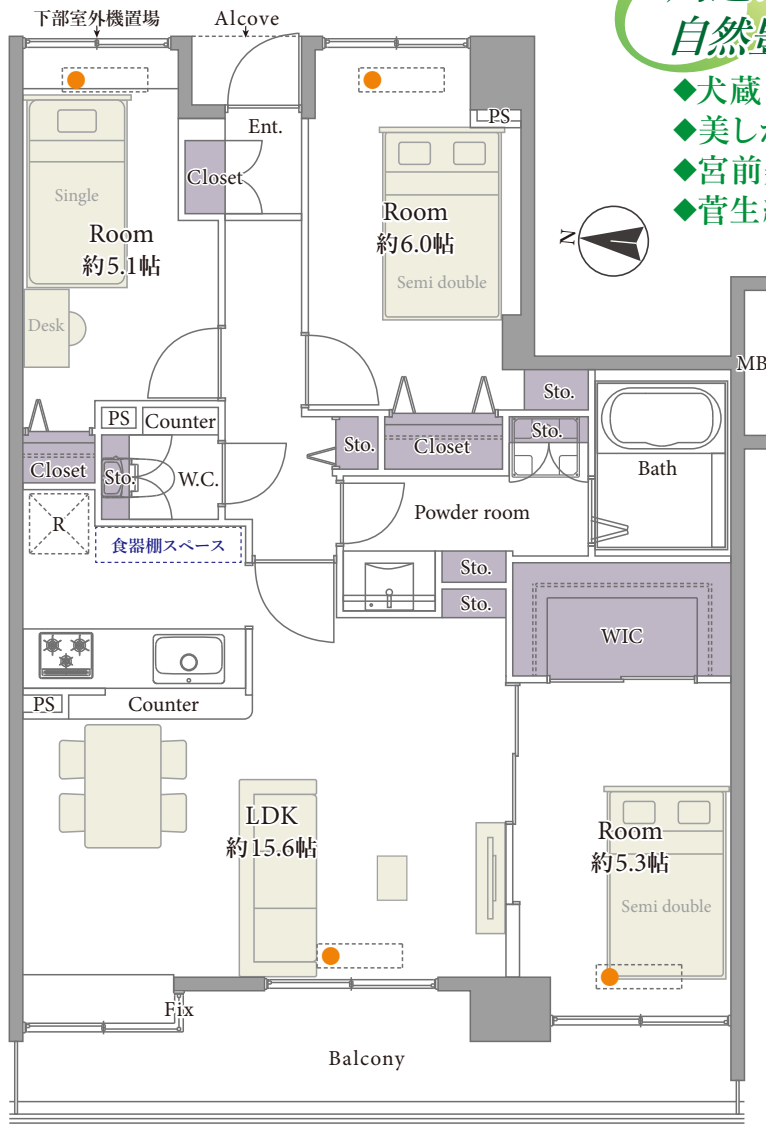 下部室外機置場
Alcove
自然
◆犬蔵
◆美し
◆宮前
◆菅生
N
Ent.
PS
Closet
Single
Room
約5.1帖
Desk
Room
約6.0帖
Semi double
MB
PS
Counter
Sto.
Closet
Sto.
W.C.
Sto.
Closet
Sto.
Bath
R
食器棚スペース
Powder room
Sto.
Sto.
WIC
PS
Counter
LDK
約15.6帖
Room
約5.3帖
Semi double
Fix
Balcony